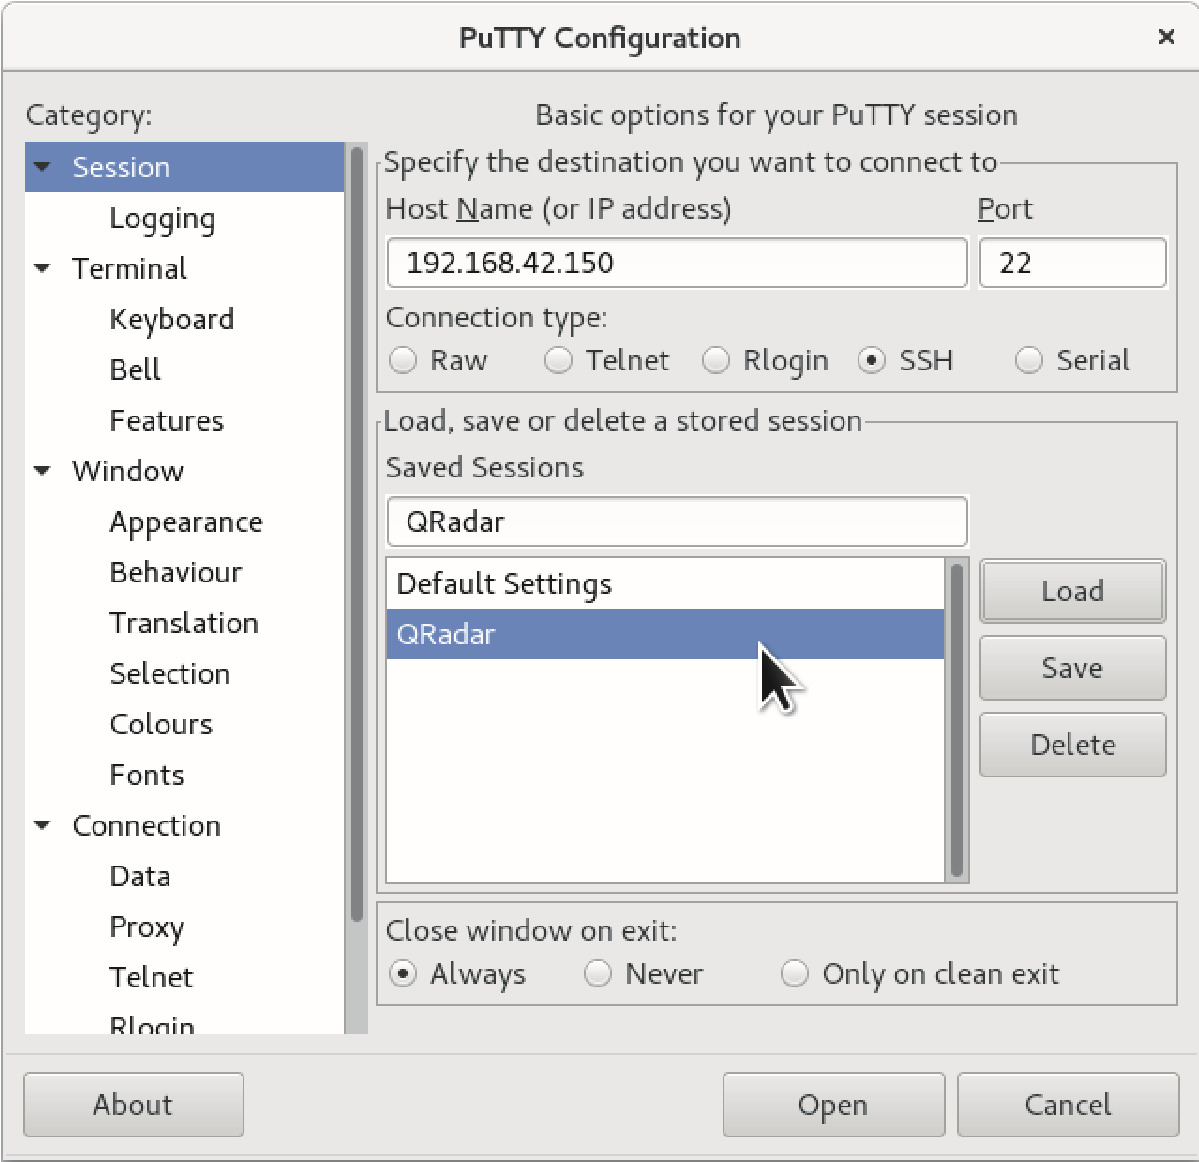 PuTTY Configuration
Category:
Session
Logging
Terminal
Keyboard
Bell
Features
Window
Appearance
Behaviour
Translation
Selection
Colours
Fonts
Connection
Data
Proxy
Telnet
Rlogin
Basic options for your PuTTY session
Specify the destination you want to connect to
Host Name (or IP address) Port
192.168.42.150 22
Connection type:
Raw Telnet Rlogin SSH Serial
Load, save or delete a stored session
Saved Sessions
QRadar
Default Settings
QRadar
Load
Save
Delete
Close window on exit:
Always Never Only on clean exit
About Open Cancel